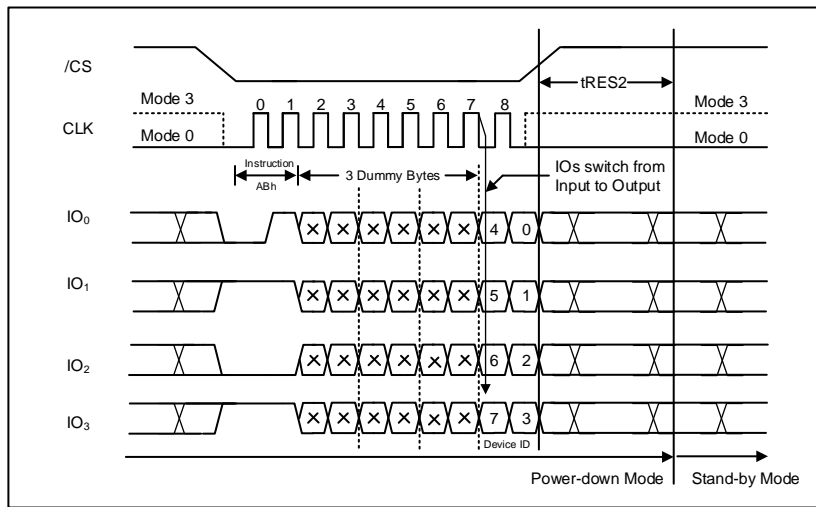 /CS
tRES2
Mode 3 0 1 2 3 4 5 6 7 8 Mode 3
CLK
Mode 0 Mode 0
Instruction
ABh
3 Dummy Bytes
IOs switch from
Input to Output
IO0 × × × × × × 4 0
IO1 × × × × × × 5 1
IO2 × × × × × × 6 2
IO3 × × × × × × 7 3
Device ID
Power-down Mode Stand-by Mode